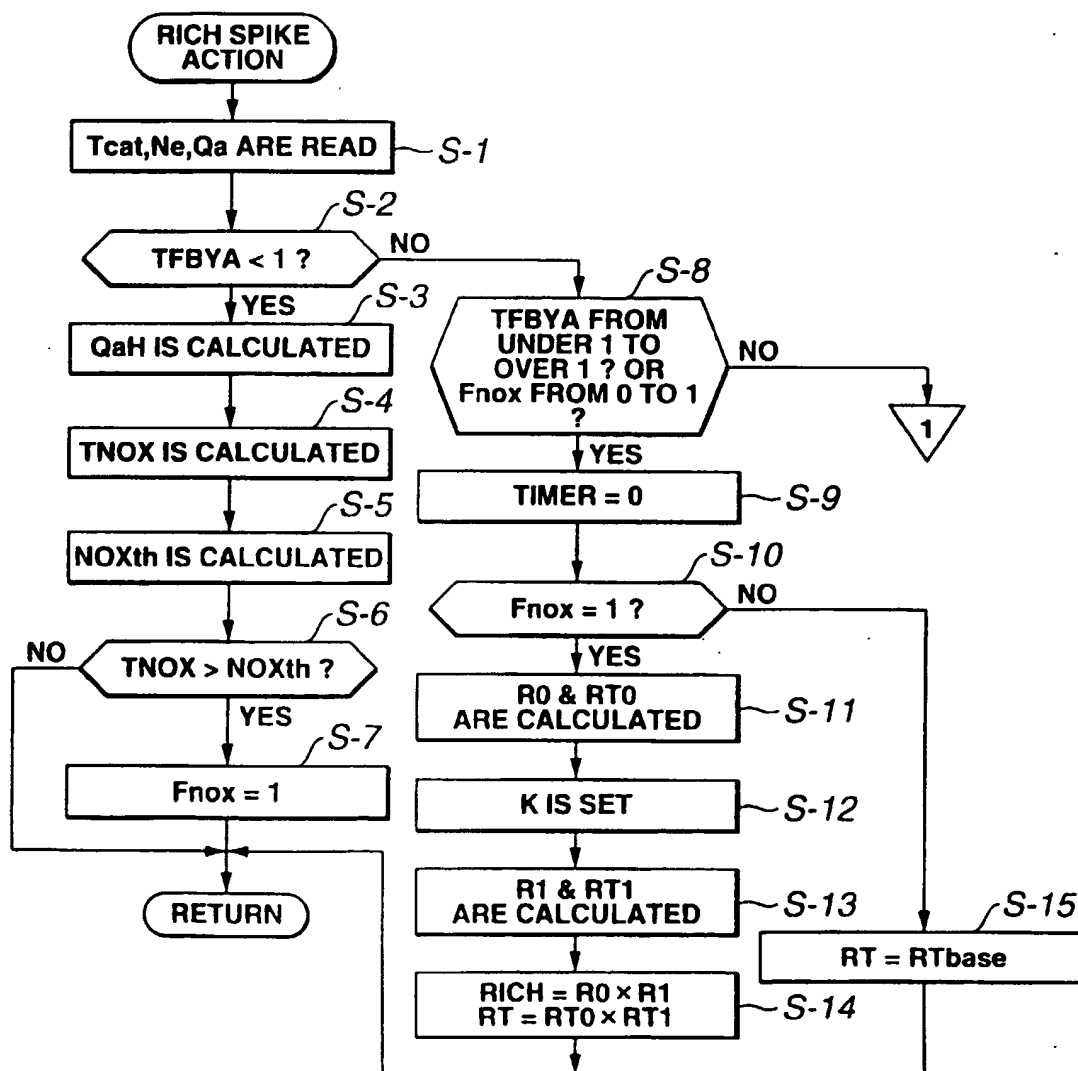 RICH SPIKE
ACTION
Tcat,Ne,Qa ARE READ
S-1
S-2
TFBYA < 1 ?
NO
YES
S-3
QaH IS CALCULATED
S-4
TNOX IS CALCULATED
S-5
NOXth IS CALCULATED
S-6
NO
TNOX > NOXth ?
YES
S-7
Fnox = 1
RETURN
S-8
TFBYA FROM
UNDER 1 TO
OVER 1 ? OR
Fnox FROM 0 TO 1
?
NO
1
YES
TIMER = 0
S-9
S-10
Fnox = 1 ?
NO
YES
R0 & RT0
ARE CALCULATED
S-11
K IS SET
S-12
R1 & RT1
ARE CALCULATED
S-13
S-15
RT = RTbase
RICH = R0 × R1
RT = RT0 × RT1
S-14